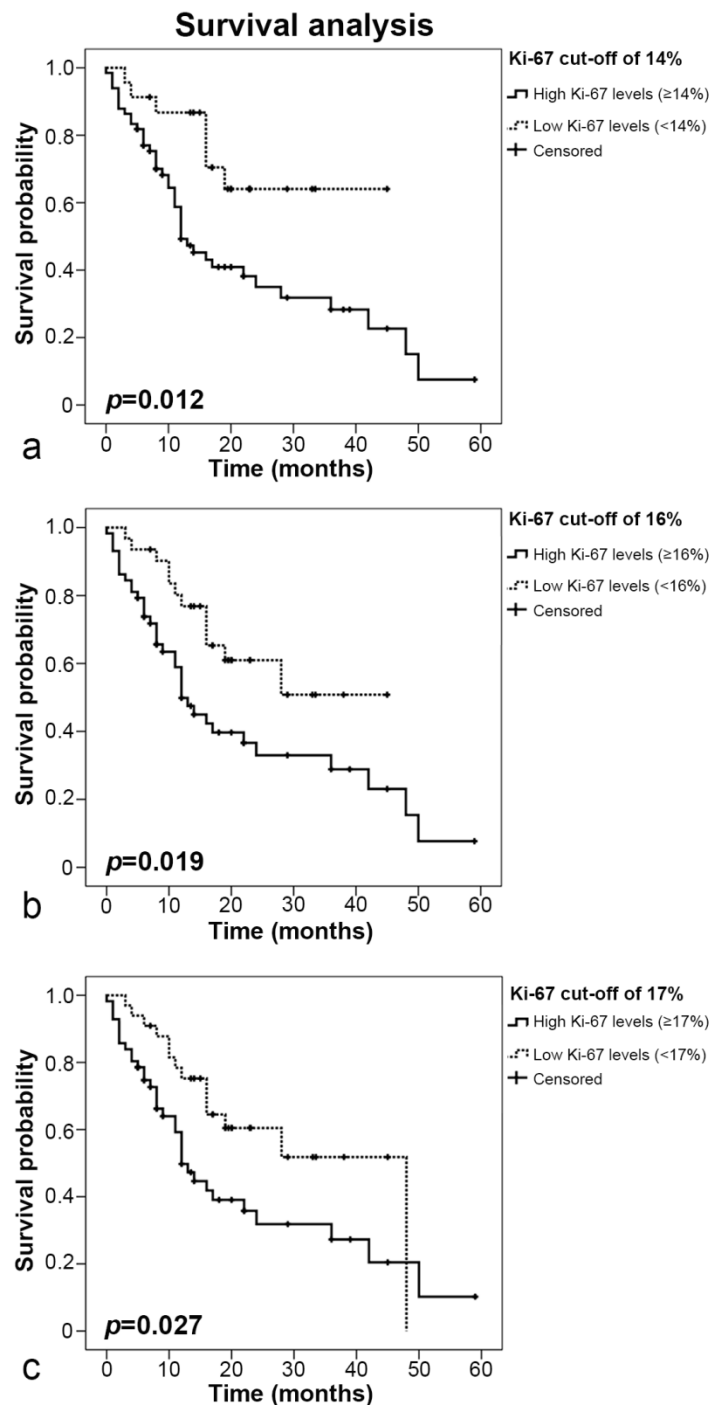 Survival analysis
Ki-67 cut-off of 14%
High Ki-67 levels (≥14%)
Low Ki-67 levels (<14%)
Censored
Survival probability
1.0
0.8
0.6
0.4
0.2
0
p=0.012
0 10 20 30 40 50 60
Time (months)
a
Ki-67 cut-off of 16%
High Ki-67 levels (≥16%)
Low Ki-67 levels (<16%)
Censored
Survival probability
1.0
0.8
0.6
0.4
0.2
0
p=0.019
0 10 20 30 40 50 60
Time (months)
b
Ki-67 cut-off of 17%
High Ki-67 levels (≥17%)
Low Ki-67 levels (<17%)
Censored
Survival probability
1.0
0.8
0.6
0.4
0.2
0
p=0.027
0 10 20 30 40 50 60
Time (months)
c